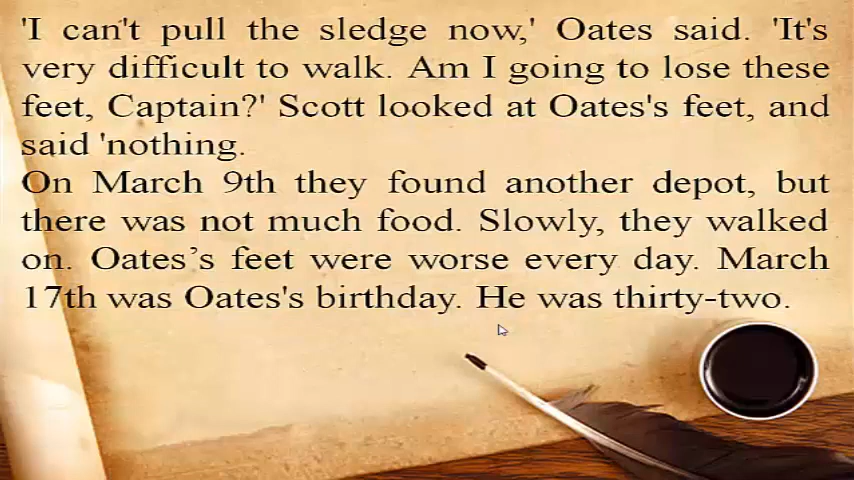 'I can't pull the sledge now,' Oates said. 'It's
very difficult to walk. Am I going to lose these
feet, Captain?' Scott looked at Oates's feet, and
said 'nothing.
On March 9th they found another depot, but
there was not much food. Slowly, they walked
on. Oates’s feet were worse every day. March
17th was Oates's birthday. He was thirty-two.